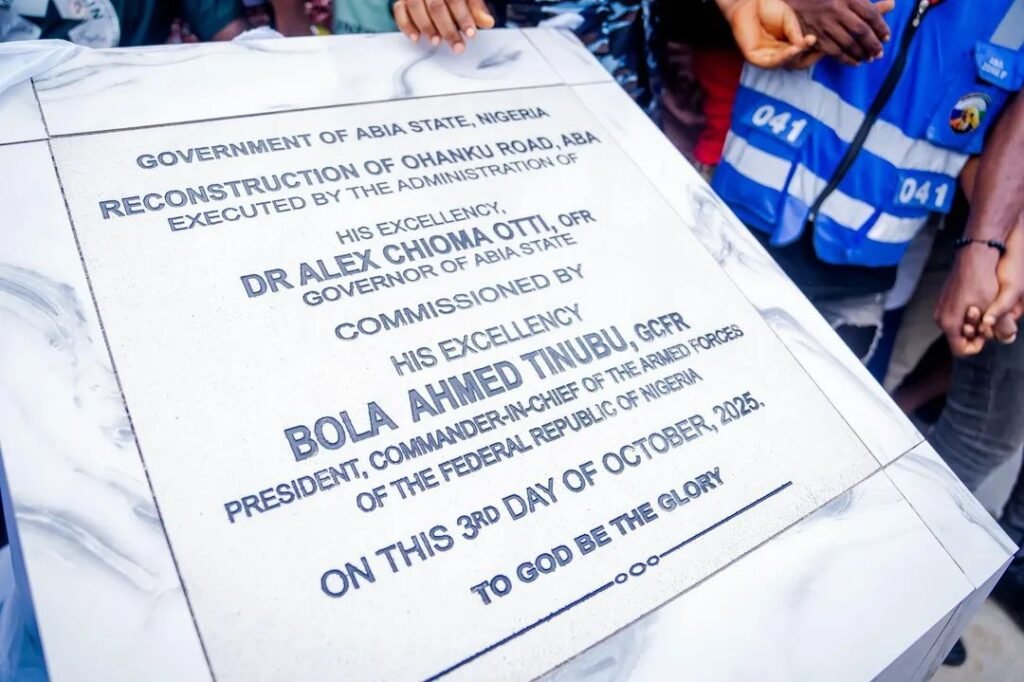 GOVERNMENT OF ABIA STATE, NIGERIA
RECONSTRUCTION OF OHANKU ROAD, ABA
EXECUTED BY THE ADMINISTRATION OF
HIS EXCELLENCY,
DR ALEX CHIOMA OTTI, OFR
GOVERNOR OF ABIA STATE
COMMISSIONED BY
HIS EXCELLENCY
BOLA AHMED TINUBU, GCFR
PRESIDENT, COMMANDER-IN-CHIEF OF THE ARMED FORCES
OF THE FEDERAL REPUBLIC OF NIGERIA
ON THIS 3RD DAY OF OCTOBER, 2025.
TO GOD BE THE GLORY
041
041
ABA
ZONE F